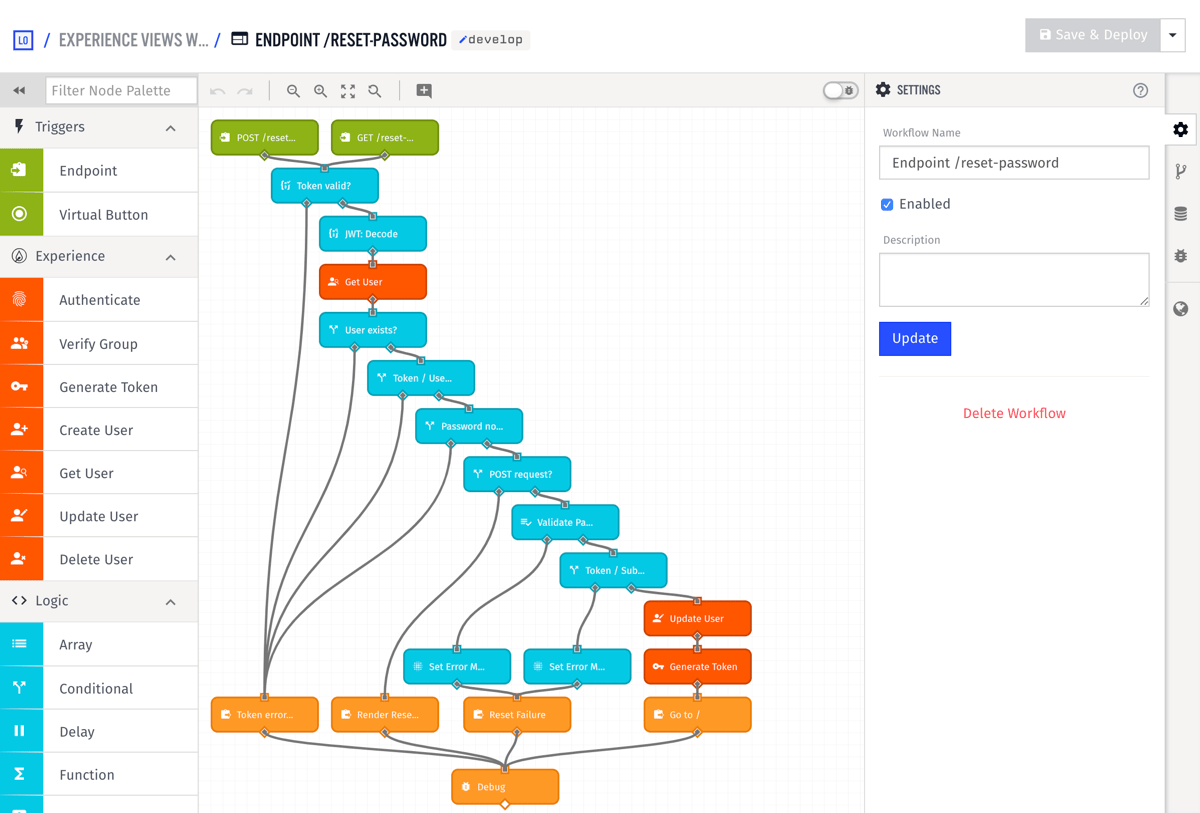 LO / EXPERIENCE VIEWS W... / ENDPOINT /RESET-PASSWORD develop
Save & Deploy
Filter Node Palette
SETTINGS
Triggers
Endpoint
Virtual Button
Experience
Authenticate
Verify Group
Generate Token
Create User
Get User
Update User
Delete User
Logic
Array
Conditional
Delay
Function
POST /reset...
GET /reset-...
Token valid?
JWT: Decode
Get User
User exists?
Token / Use...
Password no...
POST request?
Validate Pa...
Token / Sub...
Update User
Set Error M...
Set Error M...
Generate Token
Token error...
Render Rese...
Reset Failure
Go to /
Debug
Workflow Name
Endpoint /reset-password
Enabled
Description
Update
Delete Workflow